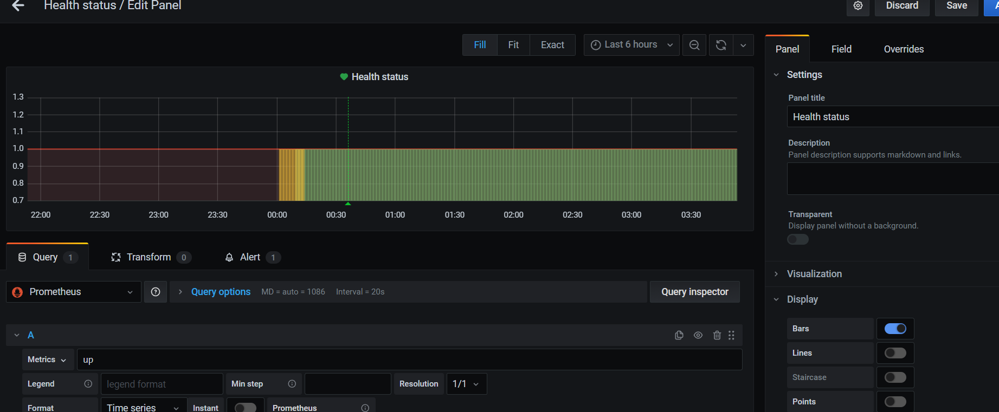 Health status / Edit Panel
Discard
Save
Fill
Fit
Exact
Last 6 hours
Panel
Field
Overrides
Settings
Panel title
Health status
Description
Panel description supports markdown and links.
Transparent
Display panel without a background.
Visualization
Display
Bars
Lines
Staircase
Points
Health status
1.3
1.2
1.1
1.0
0.9
0.8
0.7
22:00 22:30 23:00 23:30 00:00 00:30 01:00 01:30 02:00 02:30 03:00 03:30
Query 1
Transform 0
Alert 1
Prometheus
Query options MD = auto = 1086 Interval = 20s
Query inspector
A
Metrics
up
Legend
legend format
Min step
Resolution
1/1
Format
Time series
Instant
Prometheus